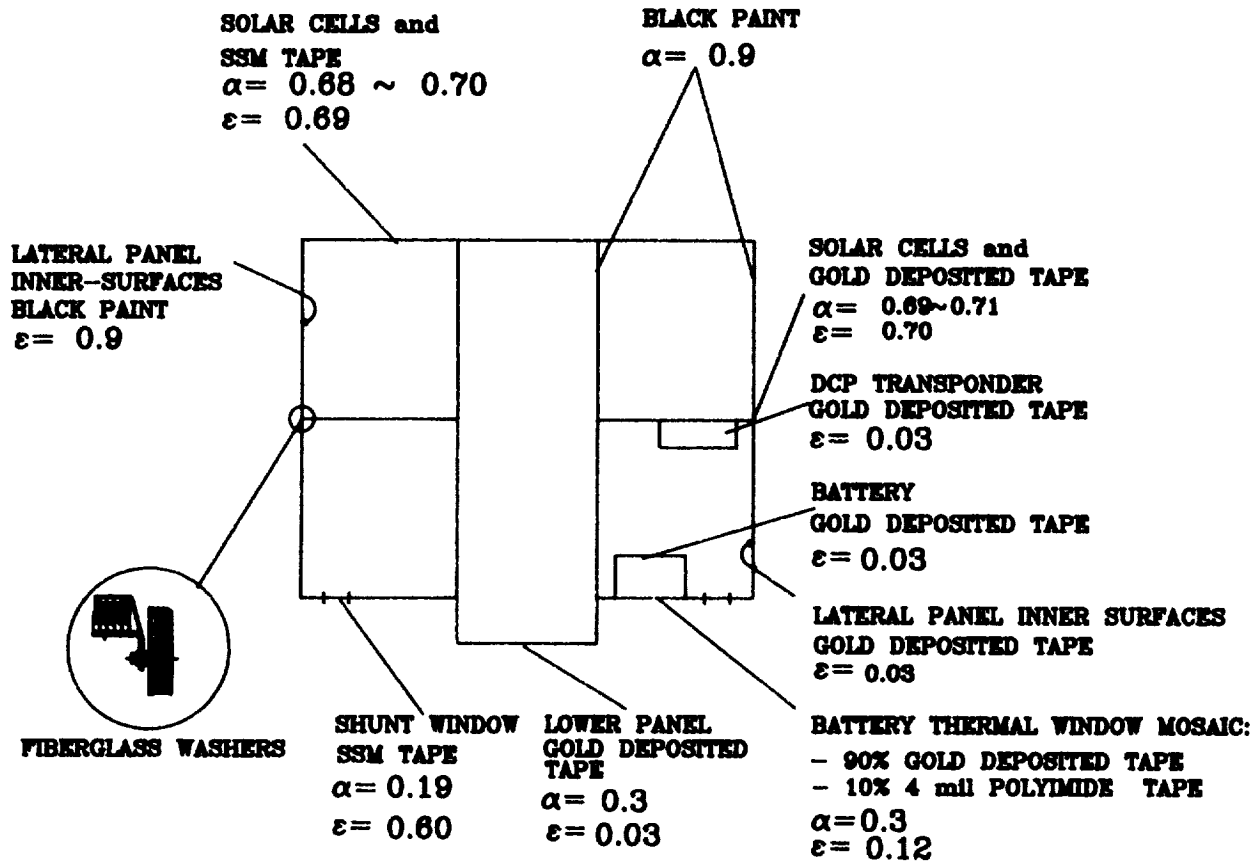 SOLAR CELLS and
SSM TAPE
α= 0.68 ~ 0.70
ε= 0.69
BLACK PAINT
α= 0.9
LATERAL PANEL
INNER-SURFACES
BLACK PAINT
ε= 0.9
SOLAR CELLS and
GOLD DEPOSITED TAPE
α= 0.69~0.71
ε= 0.70
DCP TRANSPONDER
GOLD DEPOSITED TAPE
ε= 0.03
BATTERY
GOLD DEPOSITED TAPE
ε= 0.03
LATERAL PANEL INNER SURFACES
GOLD DEPOSITED TAPE
ε= 0.03
FIBERGLASS WASHERS
SHUNT WINDOW
SSM TAPE
α= 0.19
ε= 0.60
LOWER PANEL
GOLD DEPOSITED
TAPE
α= 0.3
ε= 0.03
BATTERY THERMAL WINDOW MOSAIC:
- 90% GOLD DEPOSITED TAPE
- 10% 4 mil POLYIMIDE TAPE
α=0.3
ε= 0.12